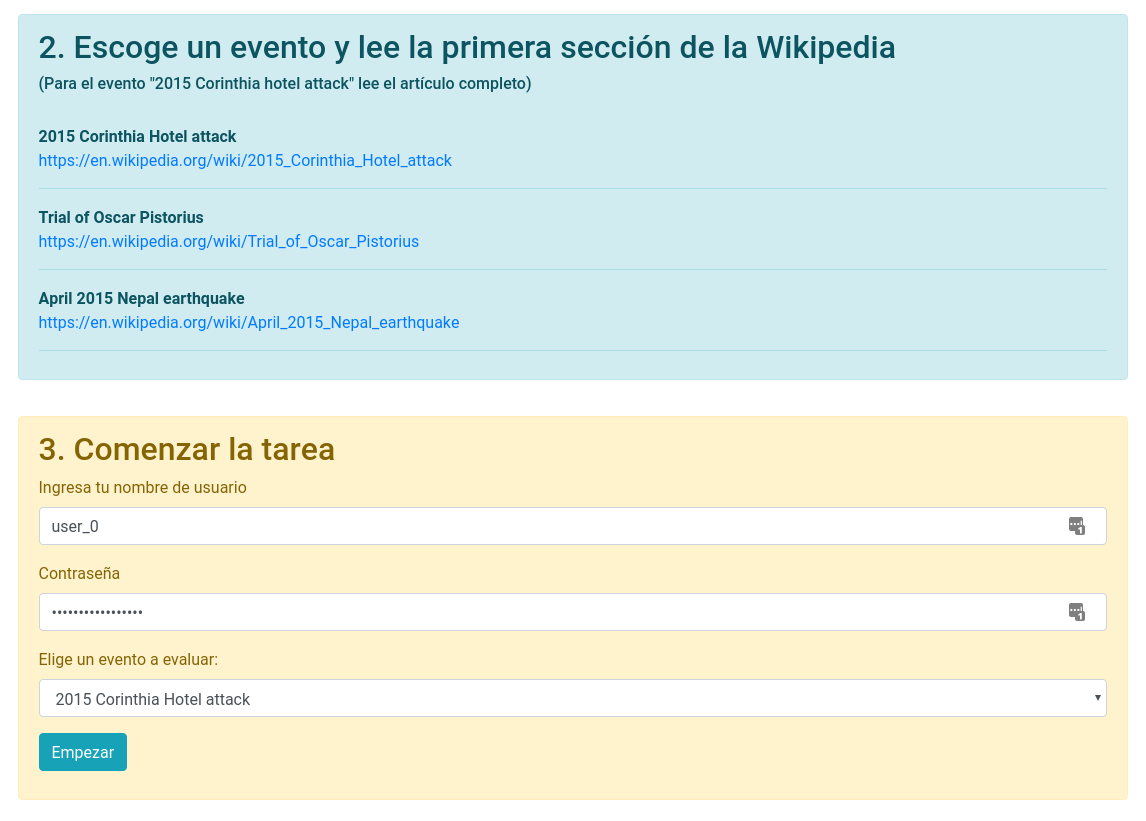 2. Escoge un evento y lee la primera sección de la Wikipedia
(Para el evento "2015 Corinthia hotel attack" lee el artículo completo)
2015 Corinthia Hotel attack
https://en.wikipedia.org/wiki/2015_Corinthia_Hotel_attack
Trial of Oscar Pistorius
https://en.wikipedia.org/wiki/Trial_of_Oscar_Pistorius
April 2015 Nepal earthquake
https://en.wikipedia.org/wiki/April_2015_Nepal_earthquake
3. Comenzar la tarea
Ingresa tu nombre de usuario
user_0
Contraseña
•••••••••••••••••
Elige un evento a evaluar:
2015 Corinthia Hotel attack
Empezar